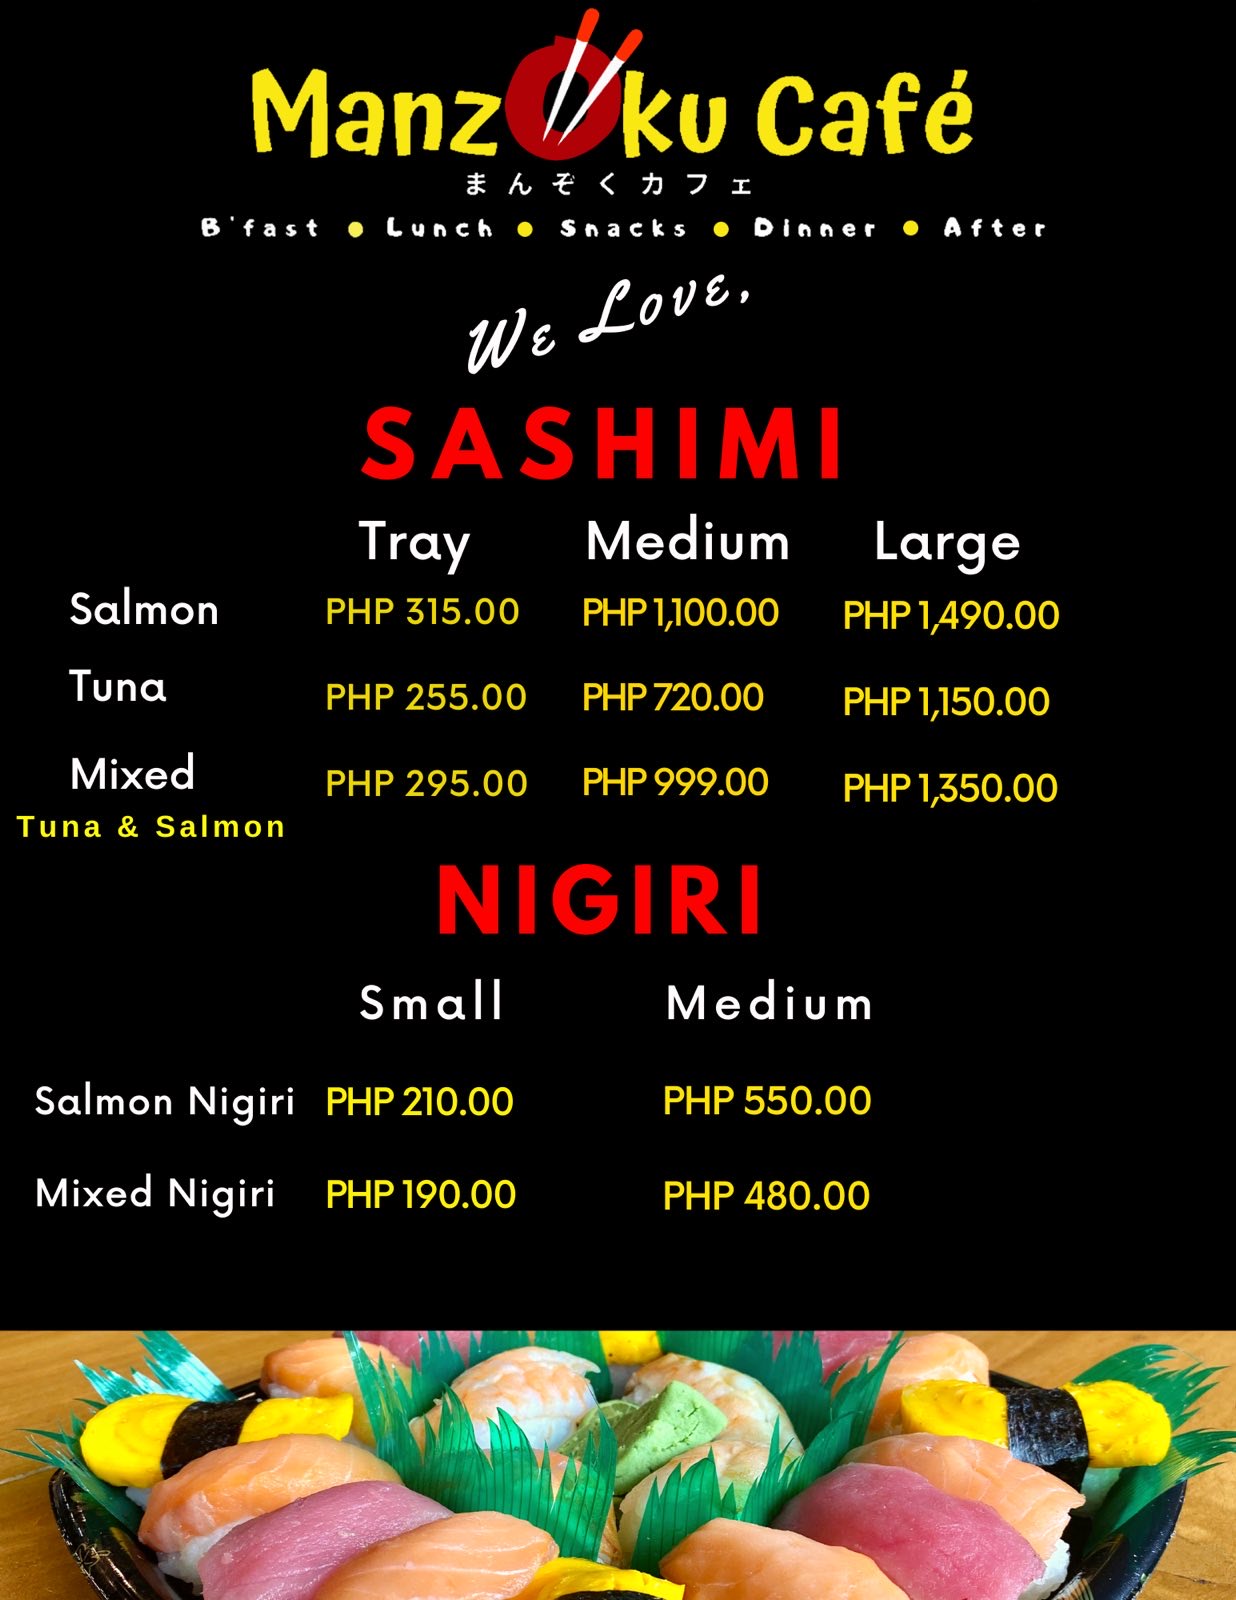 Manzoku Café
まんぞくカフェ
B'fast • Lunch • Snacks • Dinner • After
We Love,
SASHIMI
Tray Medium Large
Salmon PHP 315.00 PHP 1,100.00 PHP 1,490.00
Tuna PHP 255.00 PHP 720.00 PHP 1,150.00
Mixed PHP 295.00 PHP 999.00 PHP 1,350.00
Tuna & Salmon
NIGIRI
Small Medium
Salmon Nigiri PHP 210.00 PHP 550.00
Mixed Nigiri PHP 190.00 PHP 480.00